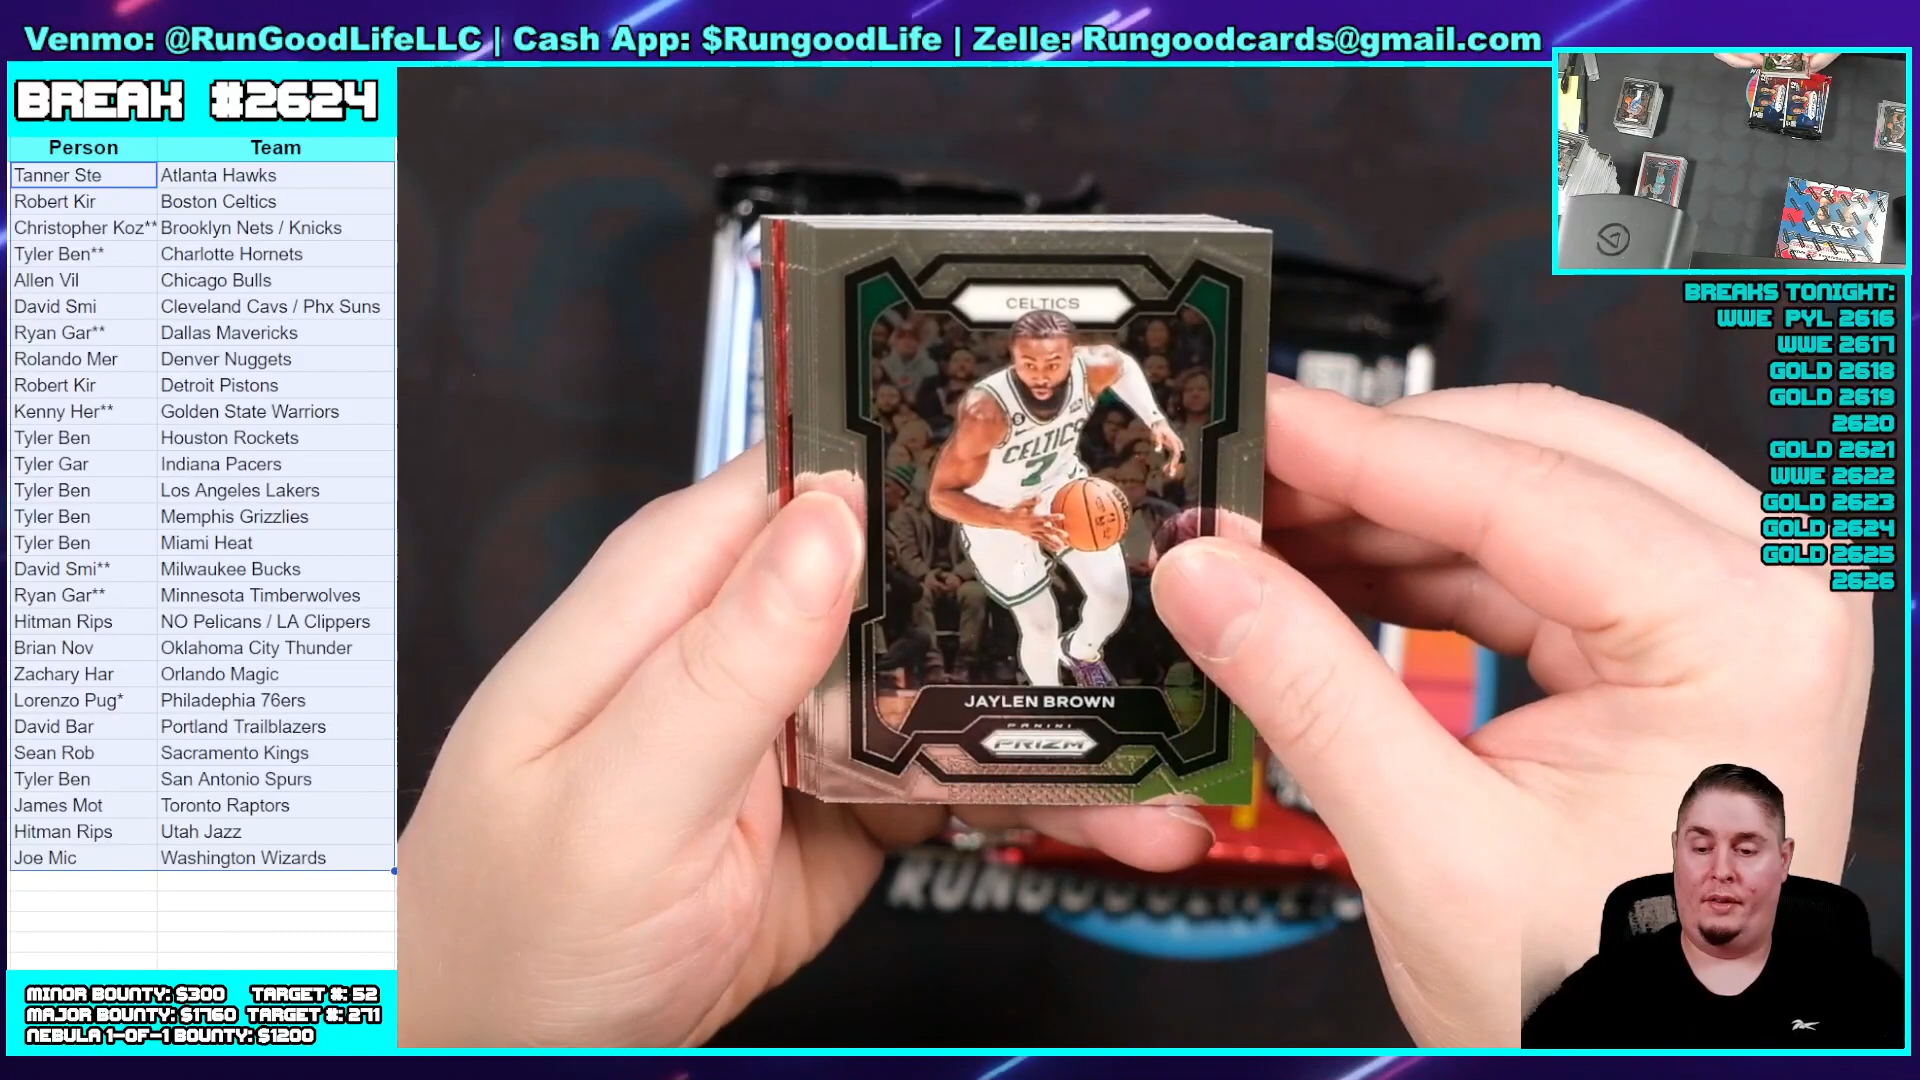 Venmo: @RunGoodLifeLLC | Cash App: $RungoodLife | Zelle: Rungoodcards@gmail.com
BREAK #2624
Person Team
Tanner Ste Atlanta Hawks
Robert Kir Boston Celtics
Christopher Koz** Brooklyn Nets / Knicks
Tyler Ben** Charlotte Hornets
Allen Vil Chicago Bulls
David Smi Cleveland Cavs / Phx Suns
Ryan Gar** Dallas Mavericks
Rolando Mer Denver Nuggets
Robert Kir Detroit Pistons
Kenny Her** Golden State Warriors
Tyler Ben Houston Rockets
Tyler Gar Indiana Pacers
Tyler Ben Los Angeles Lakers
Tyler Ben Memphis Grizzlies
Tyler Ben Miami Heat
David Smi** Milwaukee Bucks
Ryan Gar** Minnesota Timberwolves
Hitman Rips NO Pelicans / LA Clippers
Brian Nov Oklahoma City Thunder
Zachary Har Orlando Magic
Lorenzo Pug* Philadephia 76ers
David Bar Portland Trailblazers
Sean Rob Sacramento Kings
Tyler Ben San Antonio Spurs
James Mot Toronto Raptors
Hitman Rips Utah Jazz
Joe Mic Washington Wizards
MINOR BOUNTY: $300 TARGET #: 52
MAJOR BOUNTY: $1760 TARGET #: 271
NEBULA 1-OF-1 BOUNTY: $1200
CELTICS
CELTICS
7
JAYLEN BROWN
PANINI
PRIZM
RUNGOODLIFE
BREAKS TONIGHT:
WWE PYL 2616
WWE 2617
GOLD 2618
GOLD 2619
2620
GOLD 2621
WWE 2622
GOLD 2623
GOLD 2624
GOLD 2625
2626